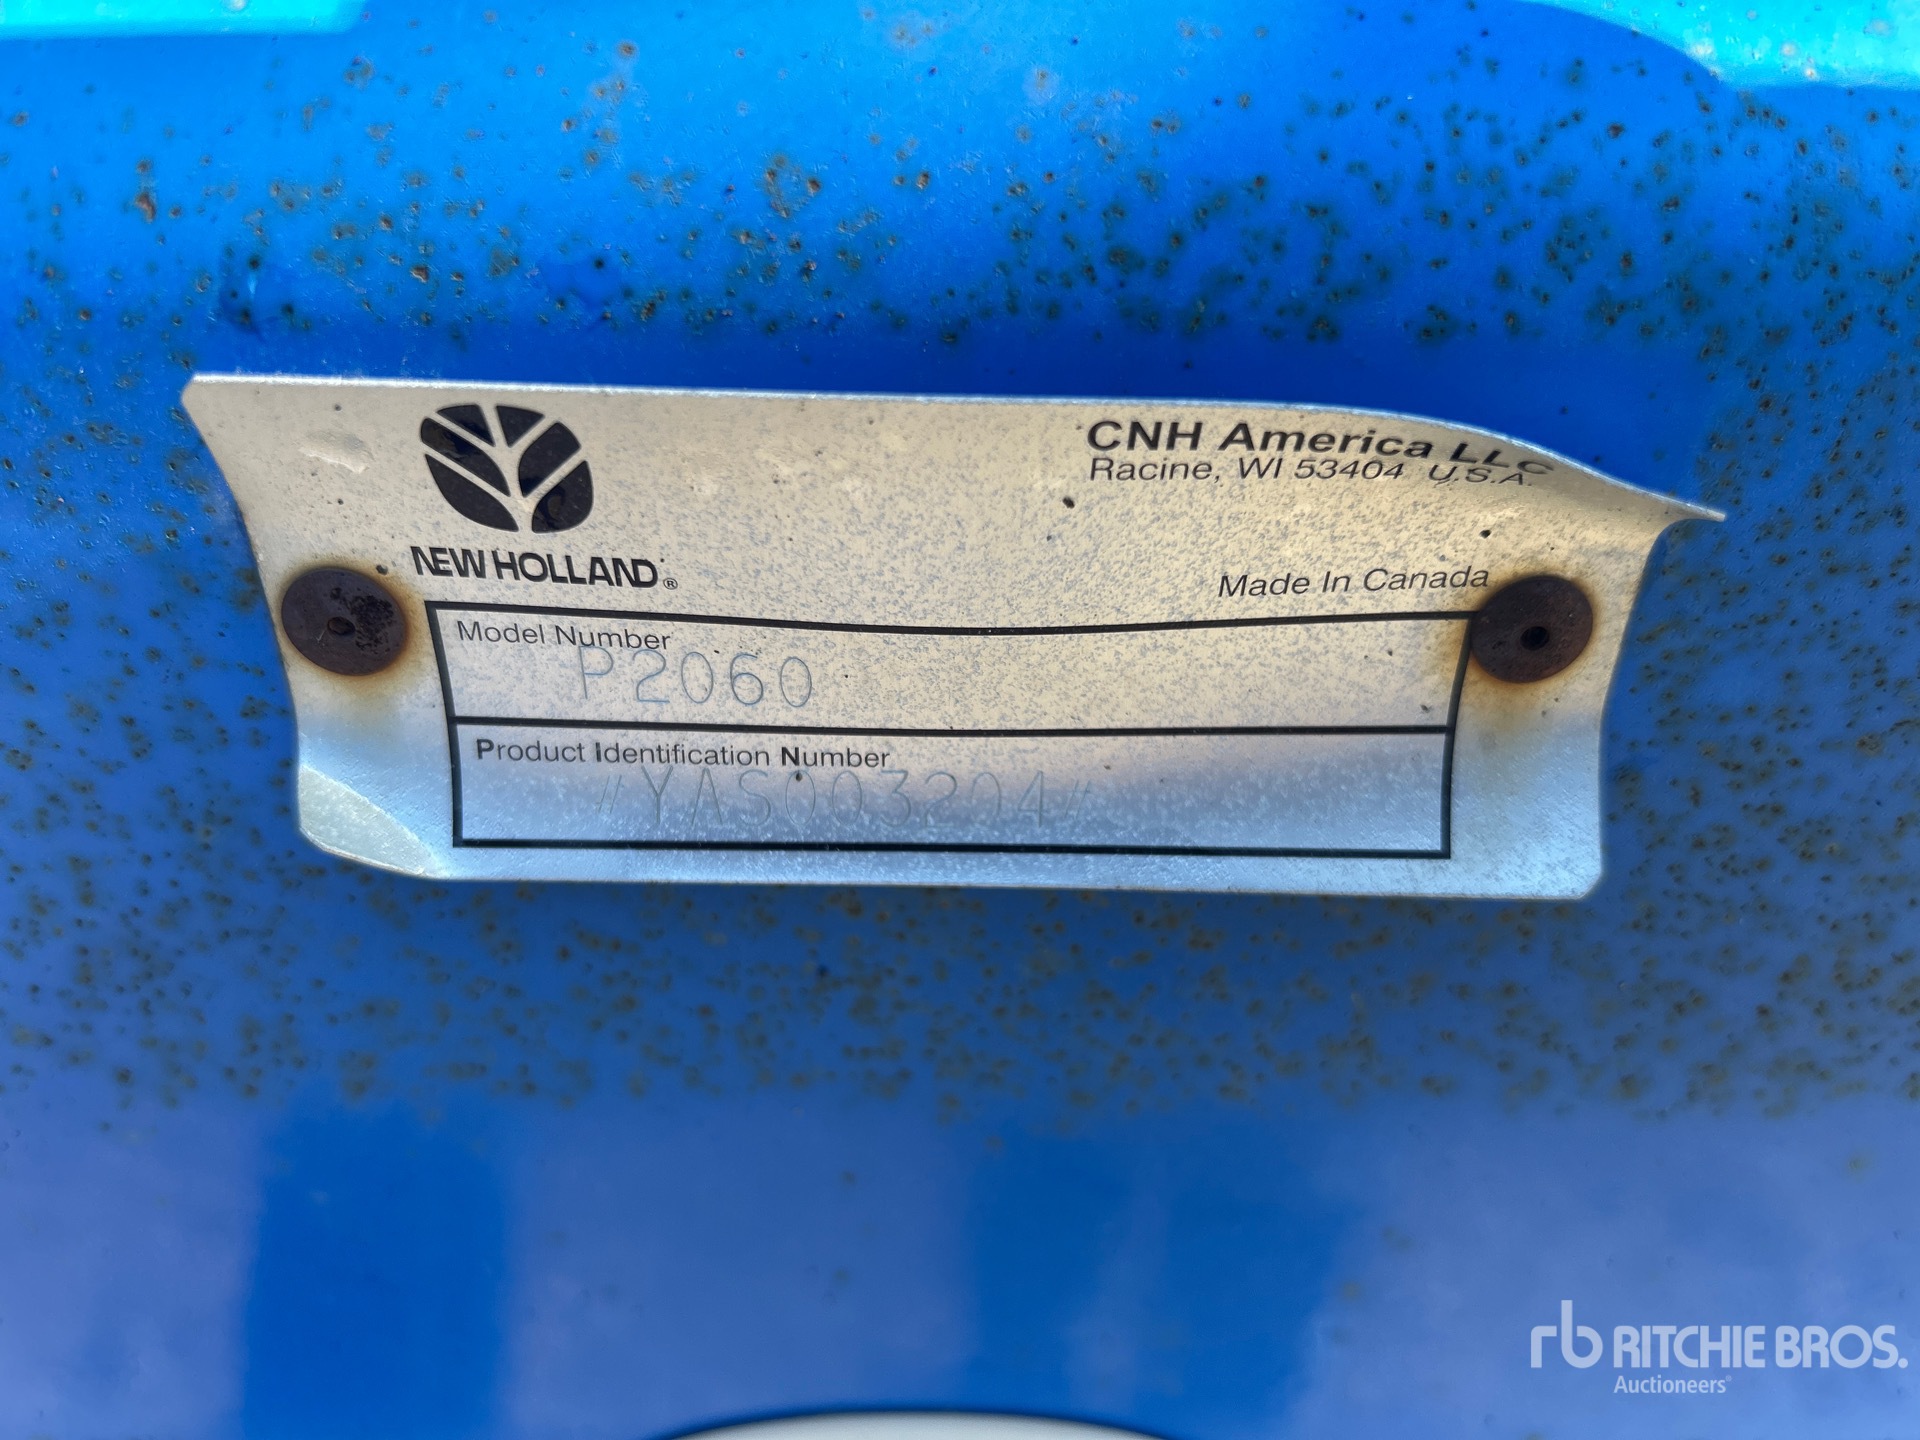 CNH America LLC
Racine, WI 53404 U.S.A.
NEW HOLLAND®
Made In Canada
Model Number
P2060
Product Identification Number
#YAS003204#
rb RITCHIE BROS.
Auctioneers®